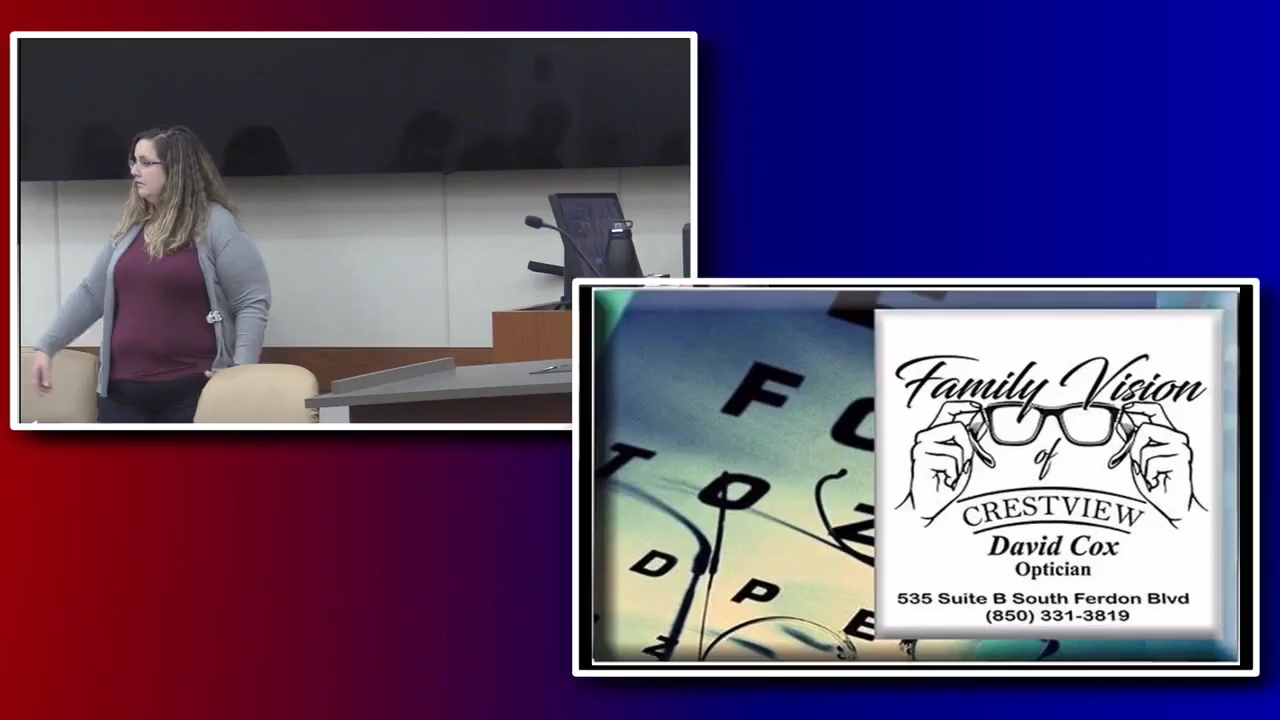 F
T O Z
D P E
Z
Family Vision
of
CRESTVIEW
David Cox
Optician
535 Suite B South Ferdon Blvd
(850) 331-3819